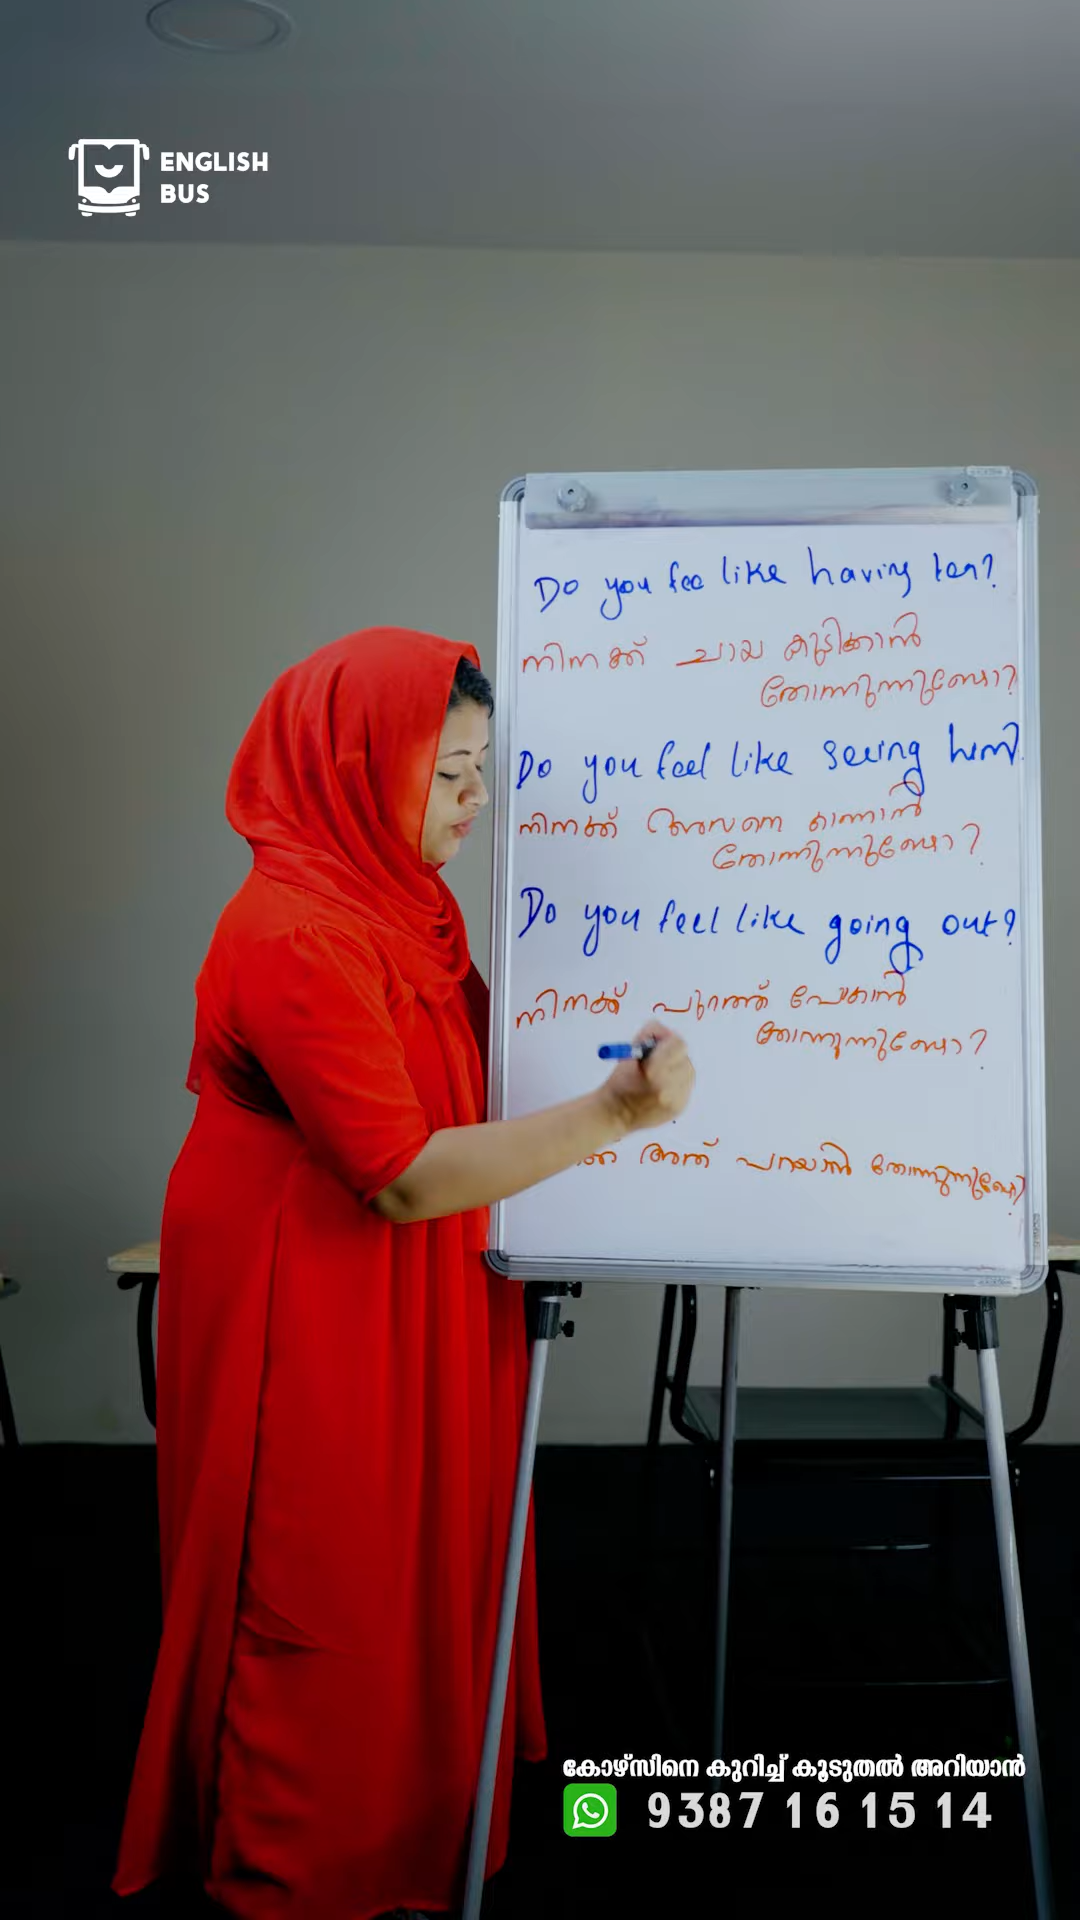 ENGLISH
BUS
Do you fee like having tea?
നിനക്ക് ചായ കുടിക്കാൻ
തോന്നുന്നുണ്ടോ?
Do you feel like seeing him?
നിനക്ക് അവനെ കാണാൻ
തോന്നുന്നുണ്ടോ?
Do you feel like going out?
നിനക്ക് പുറത്ത് പോകാൻ
തോന്നുന്നുണ്ടോ?
അത് പറയാൻ തോന്നുന്നുണ്ടോ?
കോഴ്സിനെ കുറിച്ച് കൂടുതൽ അറിയാൻ
9387 16 15 14